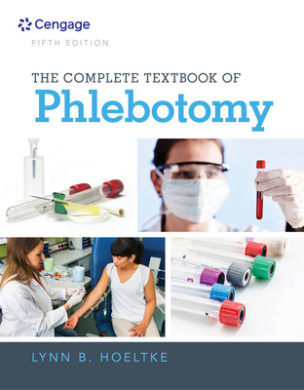 Cengage
FIFTH EDITION
THE COMPLETE TEXTBOOK OF
Phlebotomy
LYNN B. HOELTKE